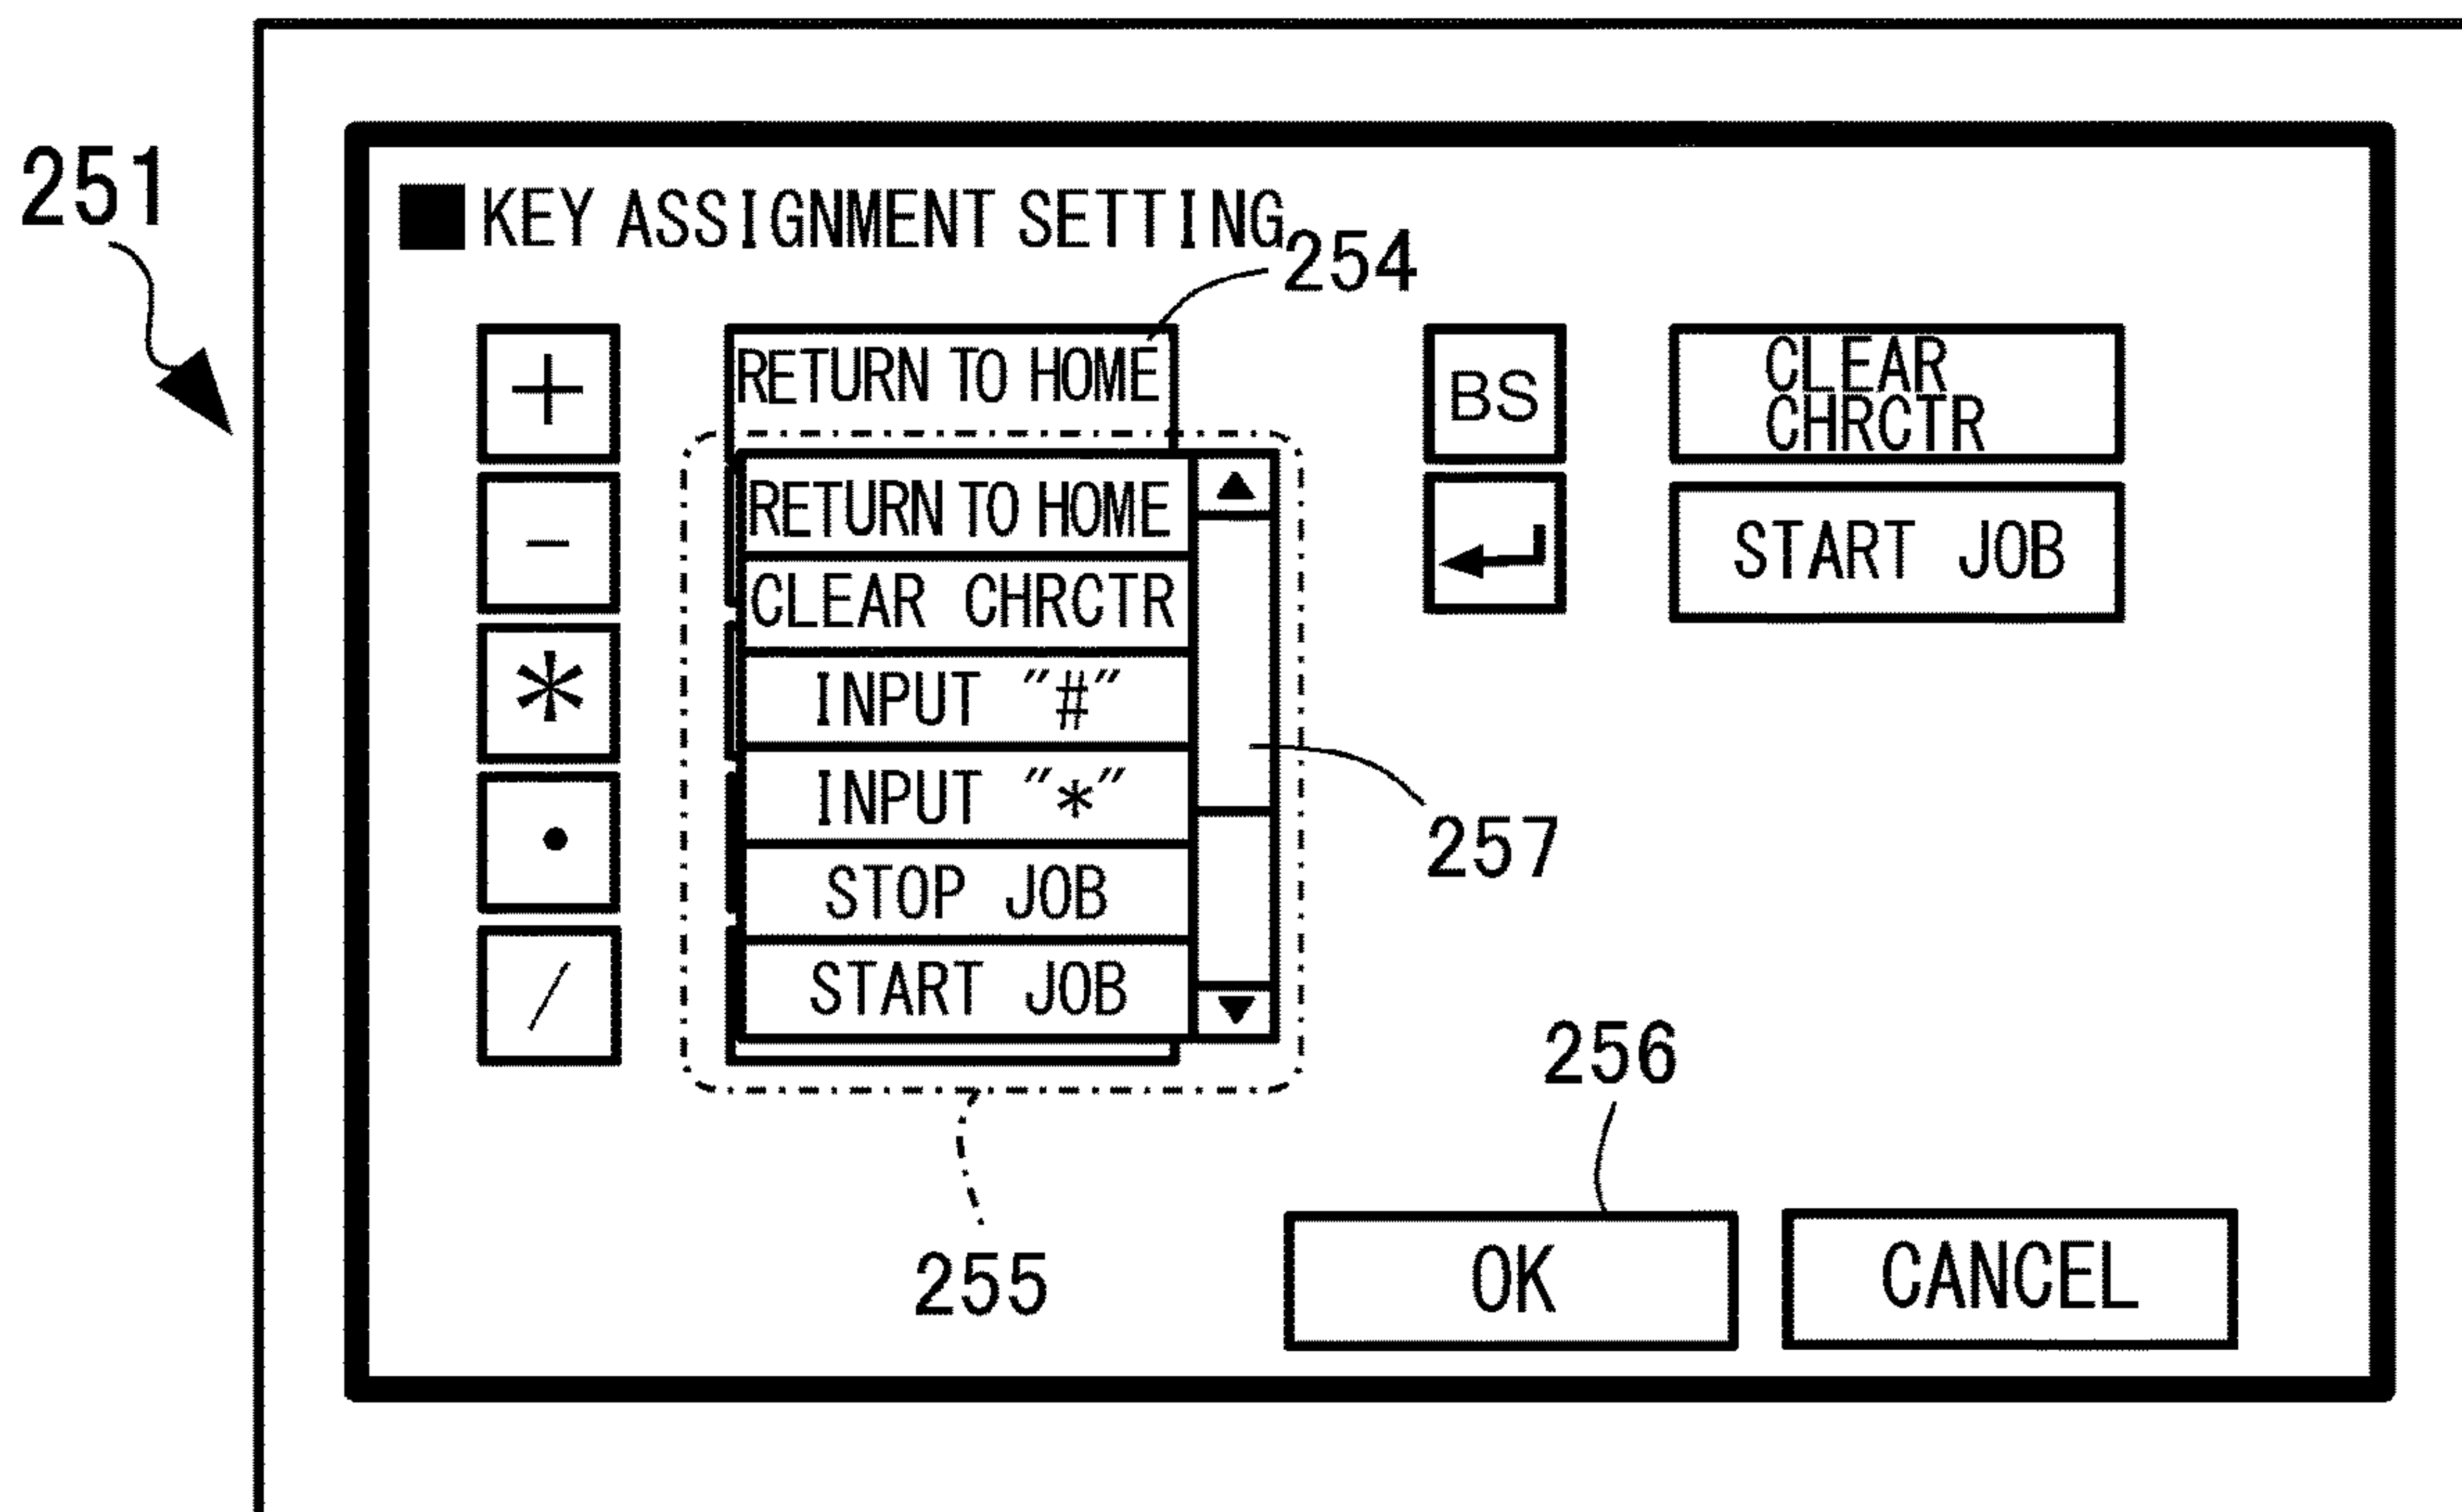 251
■KEY ASSIGNMENT SETTING
254
+
RETURN TO HOME
BS
CLEAR
CHRCTR
-
RETURN TO HOME
START JOB
CLEAR CHRCTR
*
INPUT "#"
INPUT "*"
257
•
STOP JOB
/
START JOB
256
255
OK
CANCEL